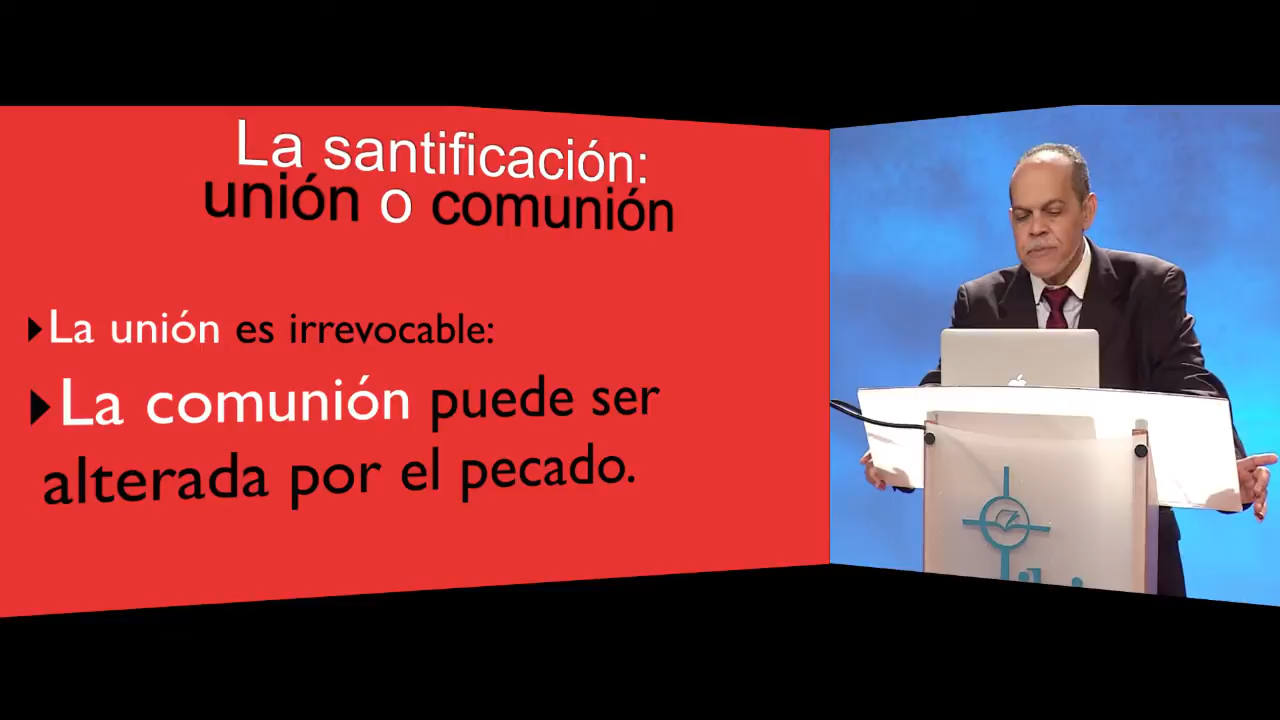 La santificación:
unión o comunión
La unión es irrevocable:
La comunión puede ser
alterada por el pecado.